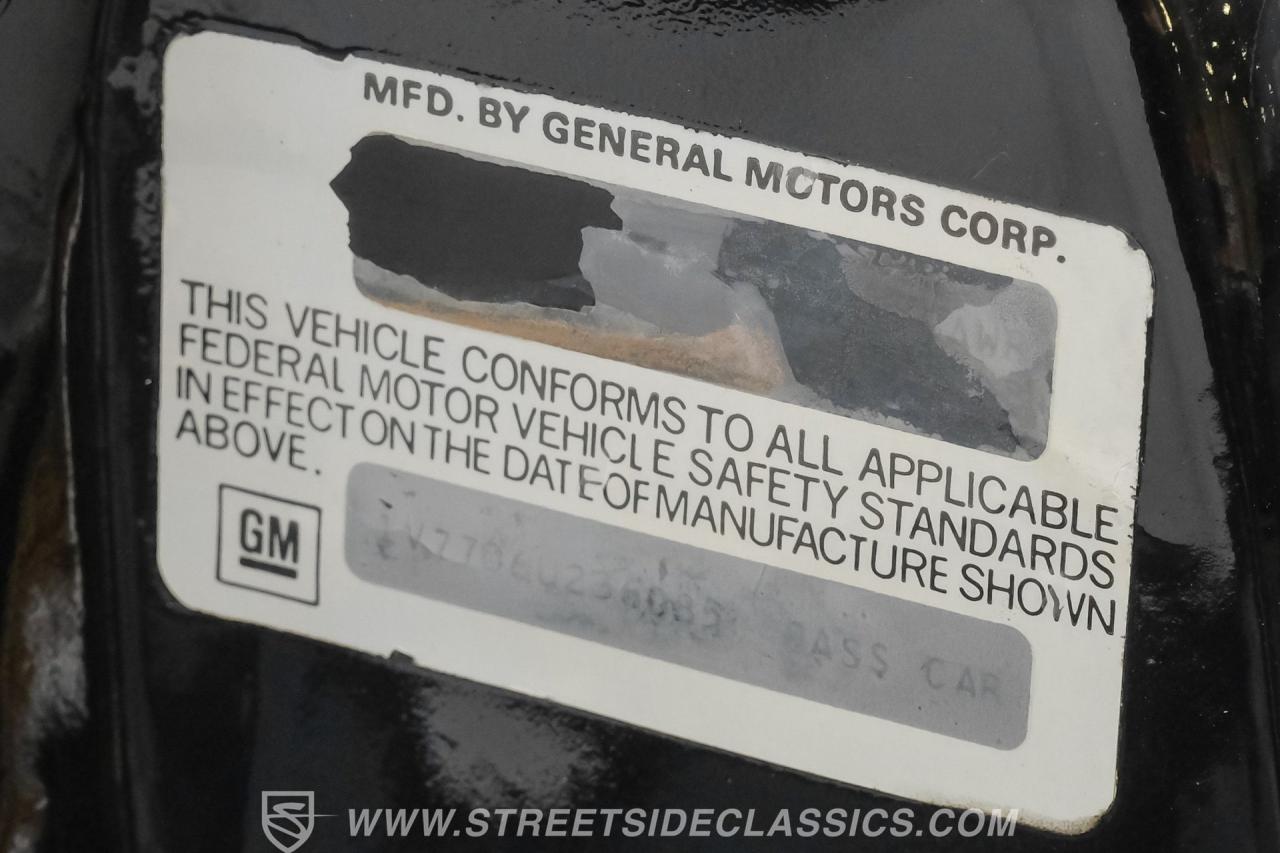 MFD. BY GENERAL MOTORS CORP.
THIS VEHICLE CONFORMS TO ALL APPLICABLE
FEDERAL MOTOR VEHICLE SAFETY STANDARDS
IN EFFECT ON THE DATE OF MANUFACTURE SHOWN
ABOVE.
GM
PASS CAR
WWW.STREETSIDECLASSICS.COM